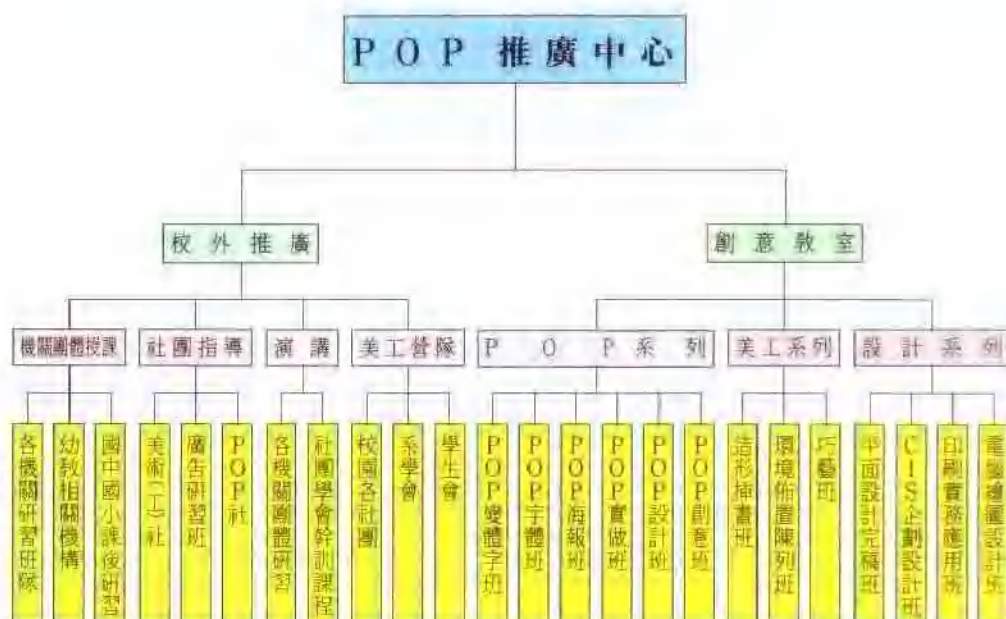 POP 推廣中心
校外推廣
創意教室
機關團體授課
社團指導
演講
美工營隊
POP系列
美工系列
設計系列
各機關研習班隊
幼教相關機構
國中國小課後研習
美術(工)社
廣告研習班
POP社
各機關團體研習
社團學會幹訓課程
校園各社團
系學會
學生會
POP變體字班
POP字體班
POP海報班
POP實做班
POP設計班
POP創意班
造形插畫班
環境佈置陳列班
巧藝班
平面設計完稿班
CIS企劃設計班
印刷實務應用班
電腦繪圖設計班